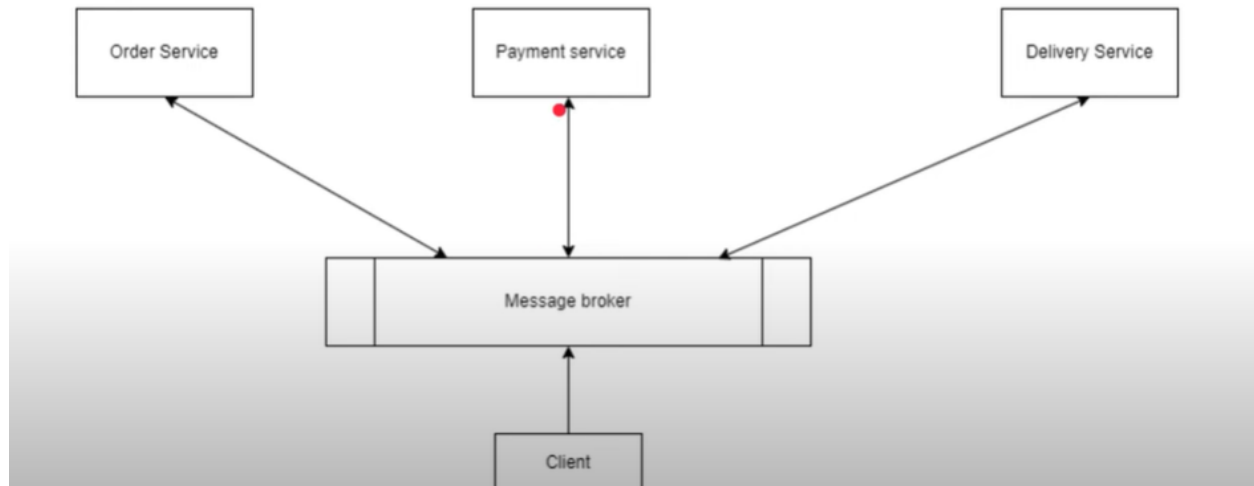 Order Service
Payment service
Delivery Service
Message broker
Client